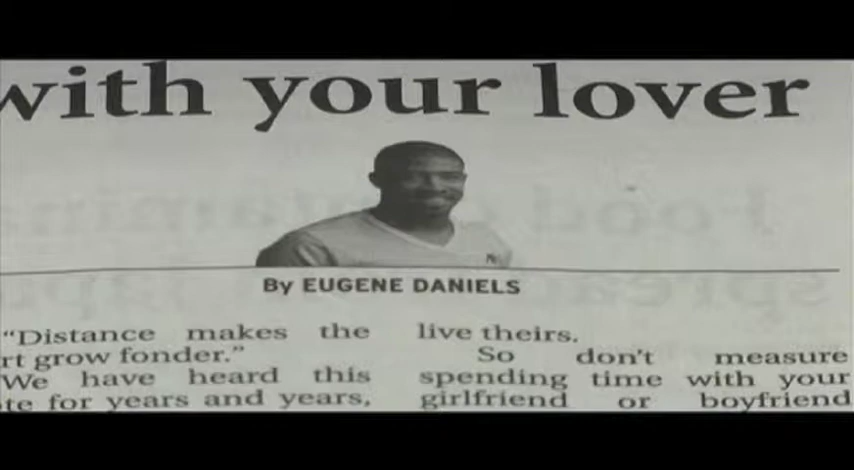 with your lover
By EUGENE DANIELS
"Distance makes the
rt grow fonder."
We have heard this
te for years and years,
live theirs.
So don't measure
spending time with your
girlfriend or boyfriend